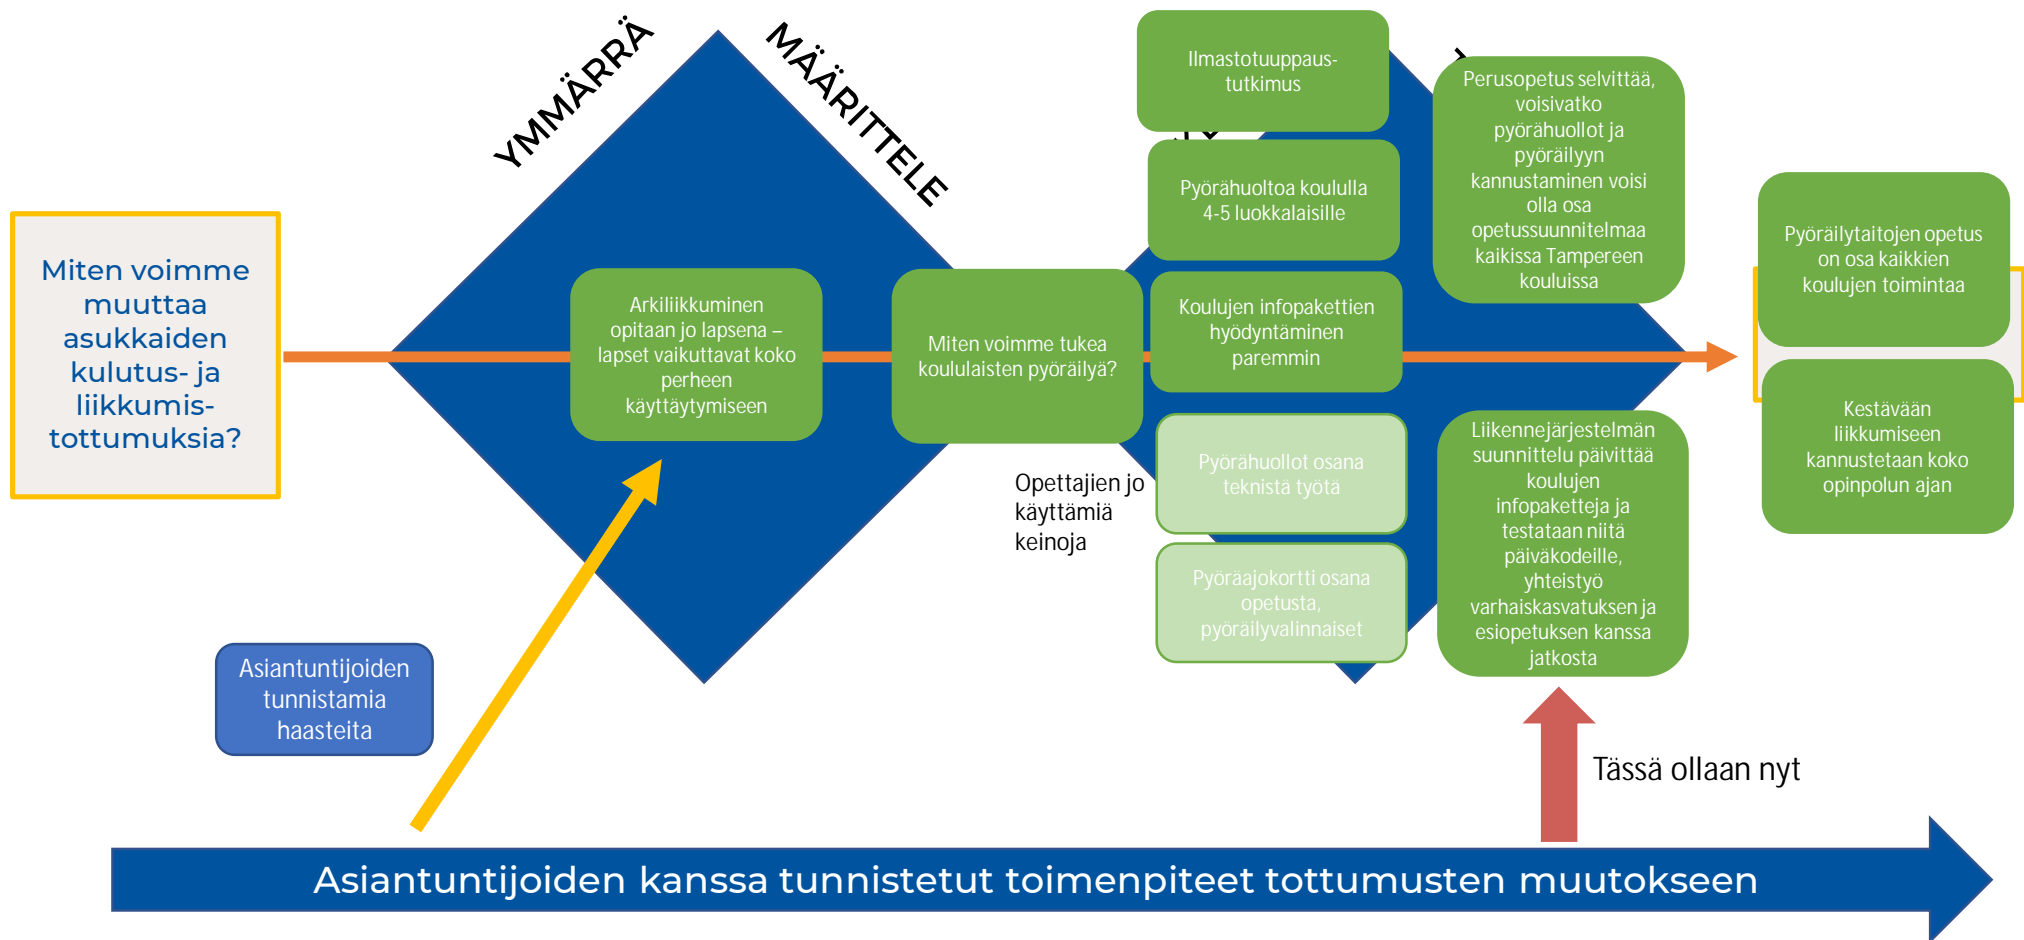 YMMÄRRÄ
MÄÄRITTELE
Miten voimme
muuttaa
asukkaiden
kulutus- ja
liikkumis-
tottumuksia?
Arkiliikkuminen
opitaan jo lapsena –
lapset vaikuttavat koko
perheen
käyttäytymiseen
Miten voimme tukea
koululaisten pyöräilyä?
Ilmastotuuppaus-
tutkimus
Pyörähuoltoa koululla
4-5 luokkalaisille
Koulujen infopakettien
hyödyntäminen
paremmin
Opettajien jo
käyttämiä
keinoja
Pyörähuollot osana
teknistä työtä
Pyöräajokortti osana
opetusta,
pyöräilyvalinnaiset
Perusopetus selvittää,
voisivatko
pyörähuollot ja
pyöräilyyn
kannustaminen voisi
olla osa
opetussuunnitelmaa
kaikissa Tampereen
kouluissa
Liikennejärjestelmän
suunnittelu päivittää
koulujen
infopaketteja ja
testataan niitä
päiväkodeille,
yhteistyö
varhaiskasvatuksen ja
esiopetuksen kanssa
jatkosta
Pyöräilytaitojen opetus
on osa kaikkien
koulujen toimintaa
Kestävään
liikkumiseen
kannustetaan koko
opinpolun ajan
Asiantuntijoiden
tunnistamia
haasteita
Tässä ollaan nyt
Asiantuntijoiden kanssa tunnistetut toimenpiteet tottumusten muutokseen